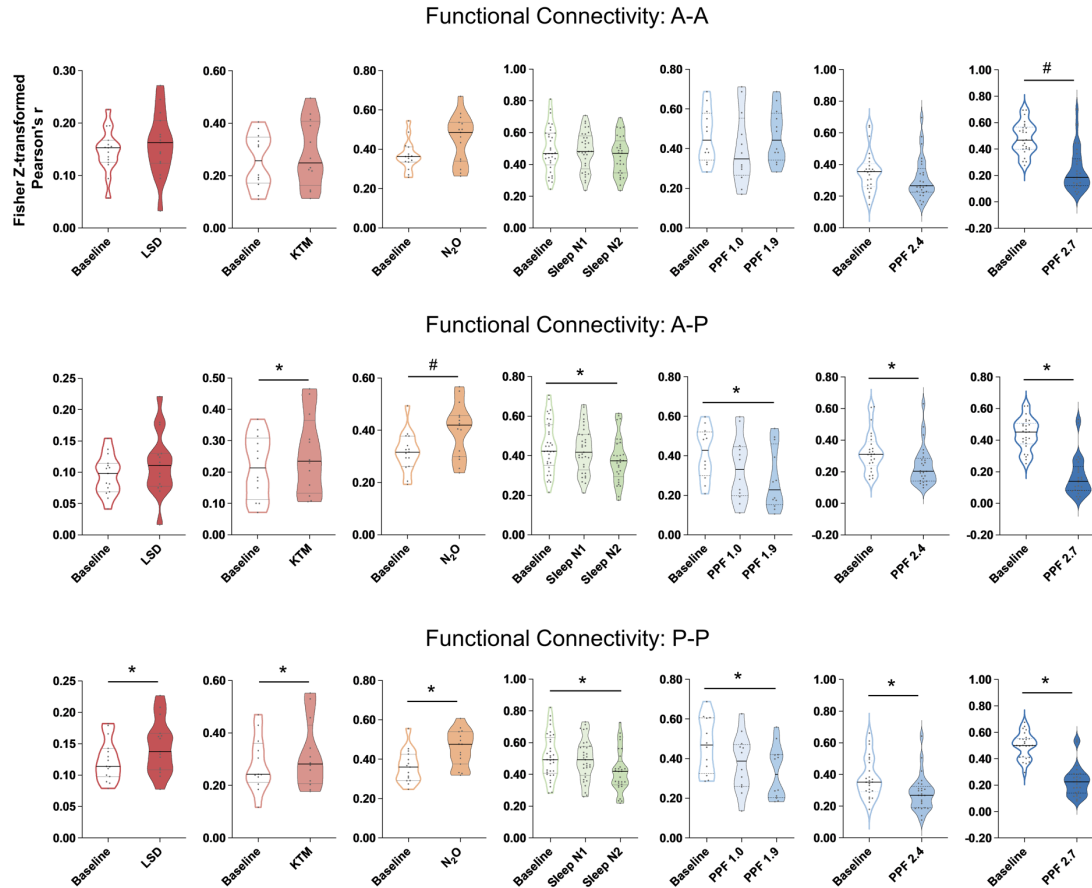 Functional Connectivity: A-A
Fisher Z-transformed
Pearson's r
0.30
0.20
0.10
0.00
Baseline
LSD
0.60
0.40
0.20
0.00
Baseline
KTM
0.80
0.60
0.40
0.20
0.00
Baseline
N₂O
1.00
0.80
0.60
0.40
0.20
0.00
Baseline
Sleep N1
Sleep N2
0.80
0.60
0.40
0.20
0.00
Baseline
PPF 1.0
PPF 1.9
1.00
0.80
0.60
0.40
0.20
0.00
Baseline
PPF 2.4
#
1.00
0.80
0.60
0.40
0.20
0.00
-0.20
Baseline
PPF 2.7
Functional Connectivity: A-P
0.25
0.20
0.15
0.10
0.05
0.00
Baseline
LSD
*
0.50
0.40
0.30
0.20
0.10
0.00
Baseline
KTM
#
0.60
0.40
0.20
0.00
Baseline
N₂O
*
0.80
0.60
0.40
0.20
0.00
Baseline
Sleep N1
Sleep N2
*
0.80
0.60
0.40
0.20
0.00
Baseline
PPF 1.0
PPF 1.9
*
0.80
0.60
0.40
0.20
0.00
-0.20
Baseline
PPF 2.4
*
0.80
0.60
0.40
0.20
0.00
-0.20
Baseline
PPF 2.7
Functional Connectivity: P-P
*
0.25
0.20
0.15
0.10
0.05
0.00
Baseline
LSD
*
0.60
0.40
0.20
0.00
Baseline
KTM
*
0.80
0.60
0.40
0.20
0.00
Baseline
N₂O
*
1.00
0.80
0.60
0.40
0.20
0.00
Baseline
Sleep N1
Sleep N2
*
0.80
0.60
0.40
0.20
0.00
Baseline
PPF 1.0
PPF 1.9
*
1.00
0.80
0.60
0.40
0.20
0.00
Baseline
PPF 2.4
*
1.00
0.80
0.60
0.40
0.20
0.00
-0.20
Baseline
PPF 2.7